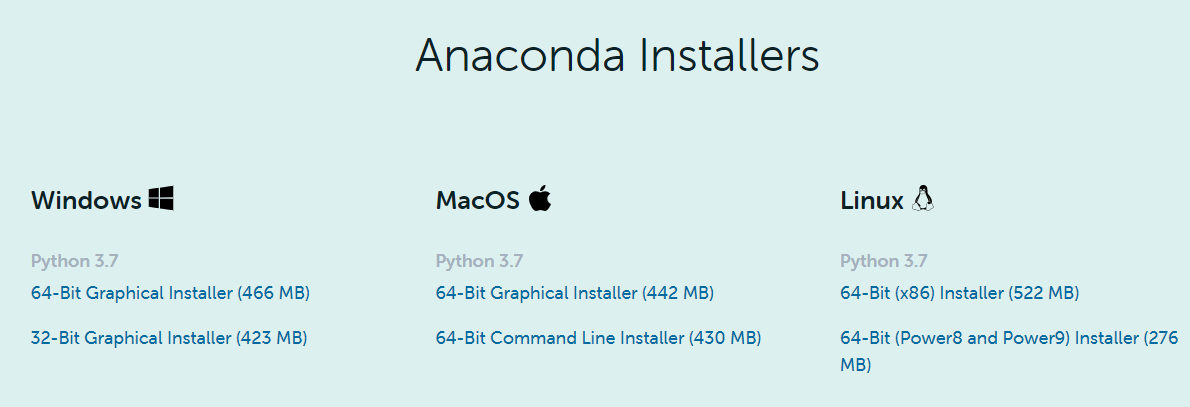 Anaconda Installers
Windows
Python 3.7
64-Bit Graphical Installer (466 MB)
32-Bit Graphical Installer (423 MB)
MacOS
Python 3.7
64-Bit Graphical Installer (442 MB)
64-Bit Command Line Installer (430 MB)
Linux
Python 3.7
64-Bit (x86) Installer (522 MB)
64-Bit (Power8 and Power9) Installer (276
MB)